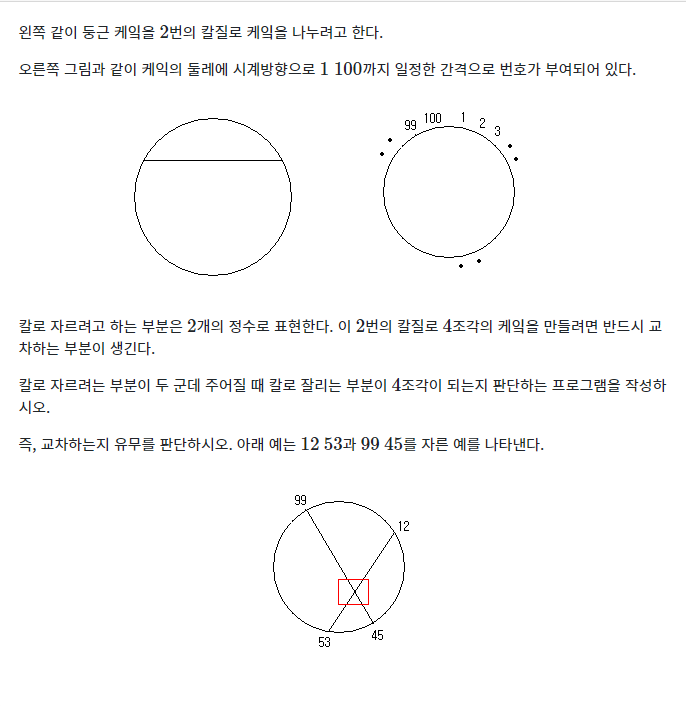 왼쪽 같이 둥근 케잌을 2번의 칼질로 케잌을 나누려고 한다.
오른쪽 그림과 같이 케익의 둘레에 시계방향으로 1 100까지 일정한 간격으로 번호가 부여되어 있다.
99 100 1 2 3
칼로 자르려고 하는 부분은 2개의 정수로 표현한다. 이 2번의 칼질로 4조각의 케잌을 만들려면 반드시 교
차하는 부분이 생긴다.
칼로 자르려는 부분이 두 군데 주어질 때 칼로 잘리는 부분이 4조각이 되는지 판단하는 프로그램을 작성하
시오.
즉, 교차하는지 유무를 판단하시오. 아래 예는 12 53과 99 45를 자른 예를 나타낸다.
99
12
53
45